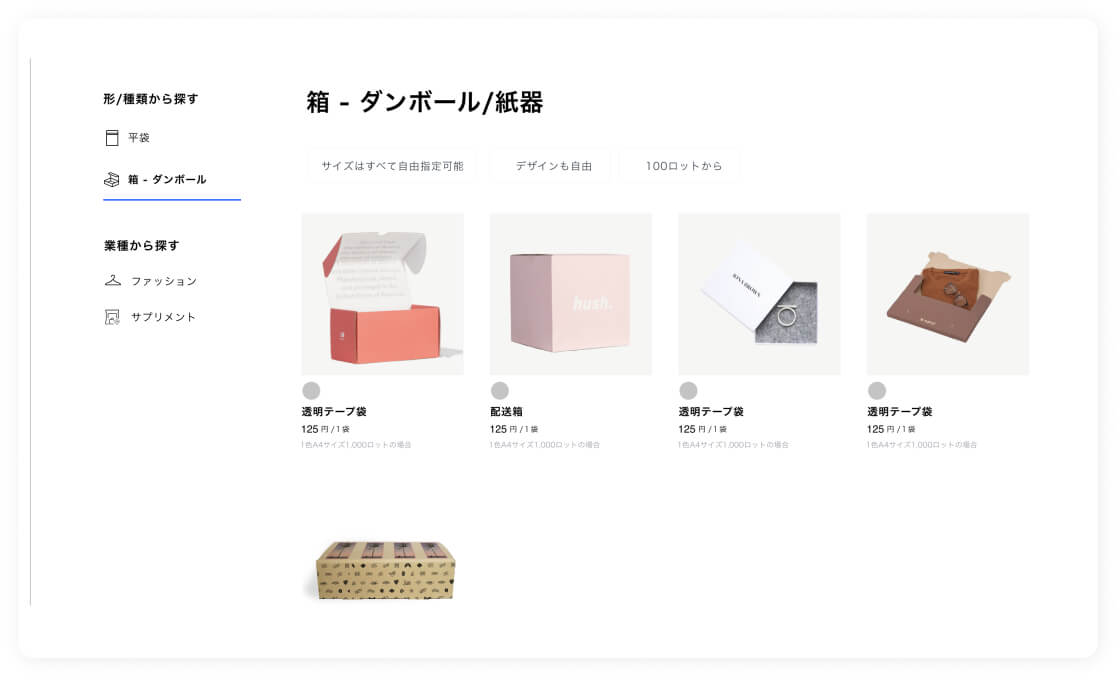 形/種類から探す
平袋
箱 - ダンボール
業種から探す
ファッション
サプリメント
箱 - ダンボール/紙器
サイズはすべて自由指定可能
デザインも自由
100ロットから
hush.
透明テープ袋
125 円 / 1 袋
1色A4サイズ1,000ロットの場合
配送箱
125 円 / 1 袋
1色A4サイズ1,000ロットの場合
透明テープ袋
125 円 / 1 袋
1色A4サイズ1,000ロットの場合
透明テープ袋
125 円 / 1 袋
1色A4サイズ1,000ロットの場合